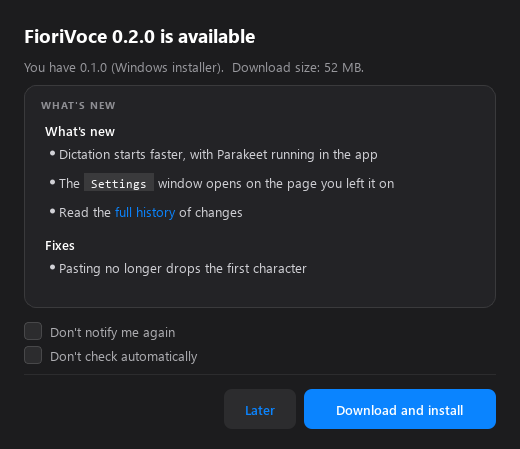 FioriVoce 0.2.0 is available
You have 0.1.0 (Windows installer).  Download size: 52 MB.
WHAT'S NEW
What's new
• Dictation starts faster, with Parakeet running in the app
• The Settings window opens on the page you left it on
• Read the full history of changes
Fixes
• Pasting no longer drops the first character
Don't notify me again
Don't check automatically
Later
Download and install